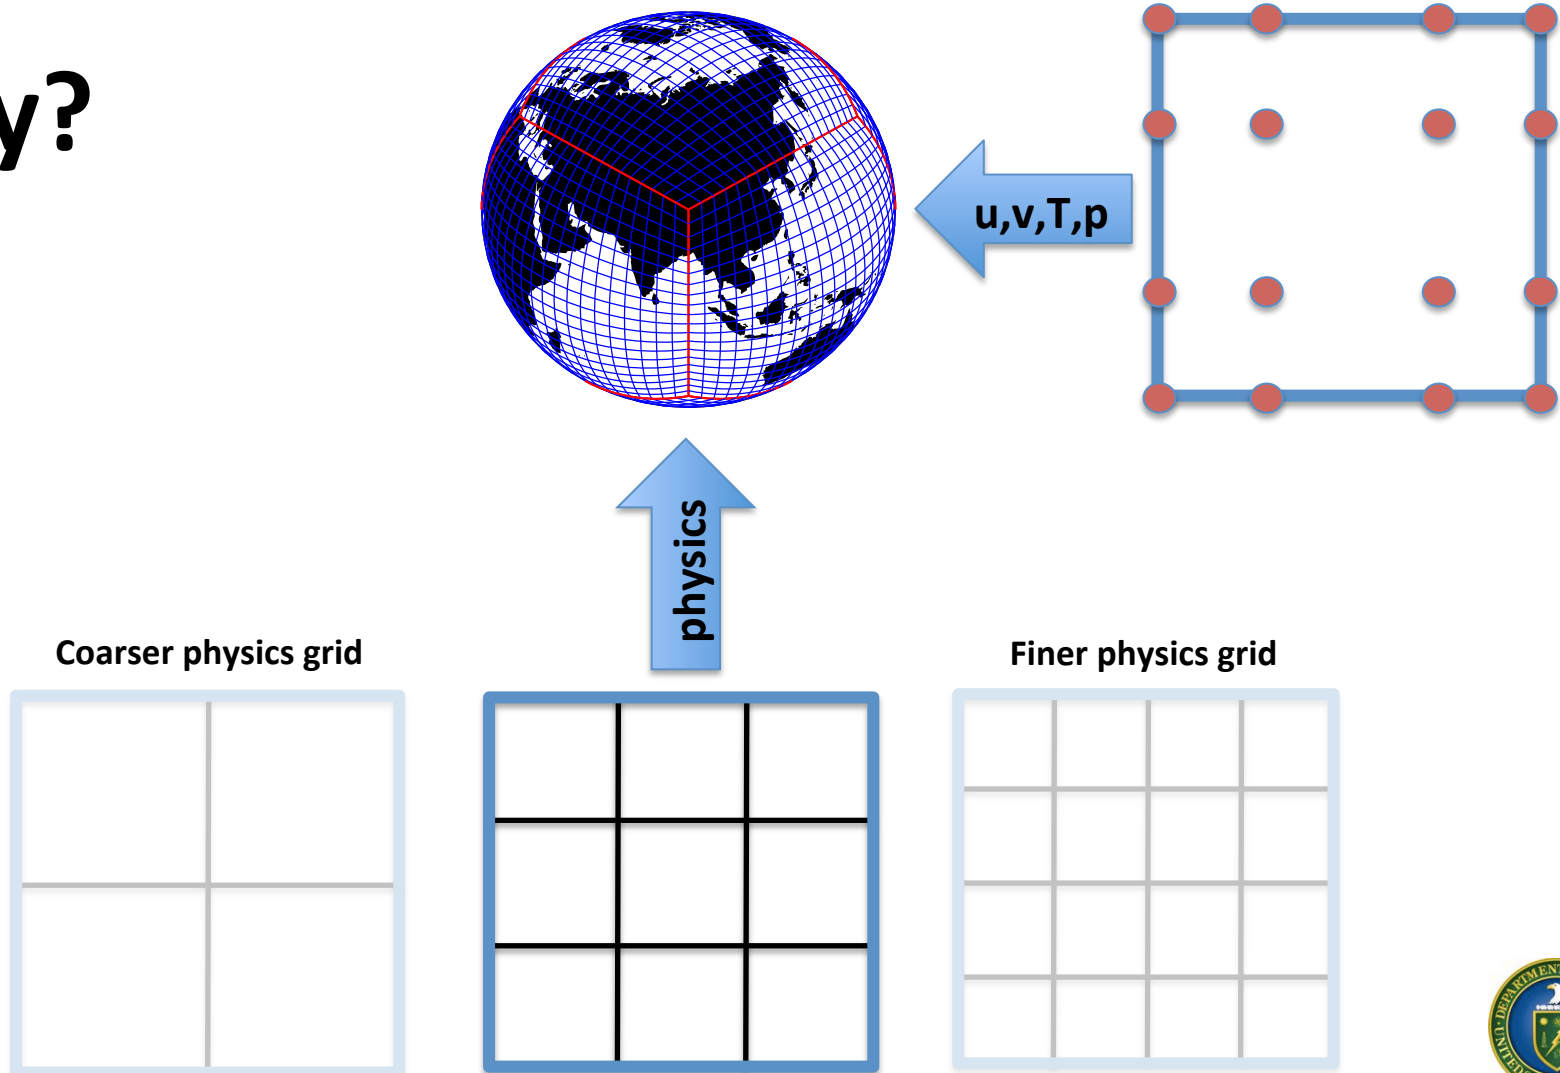 y?
u,v,T,p
physics
Coarser physics grid
Finer physics grid